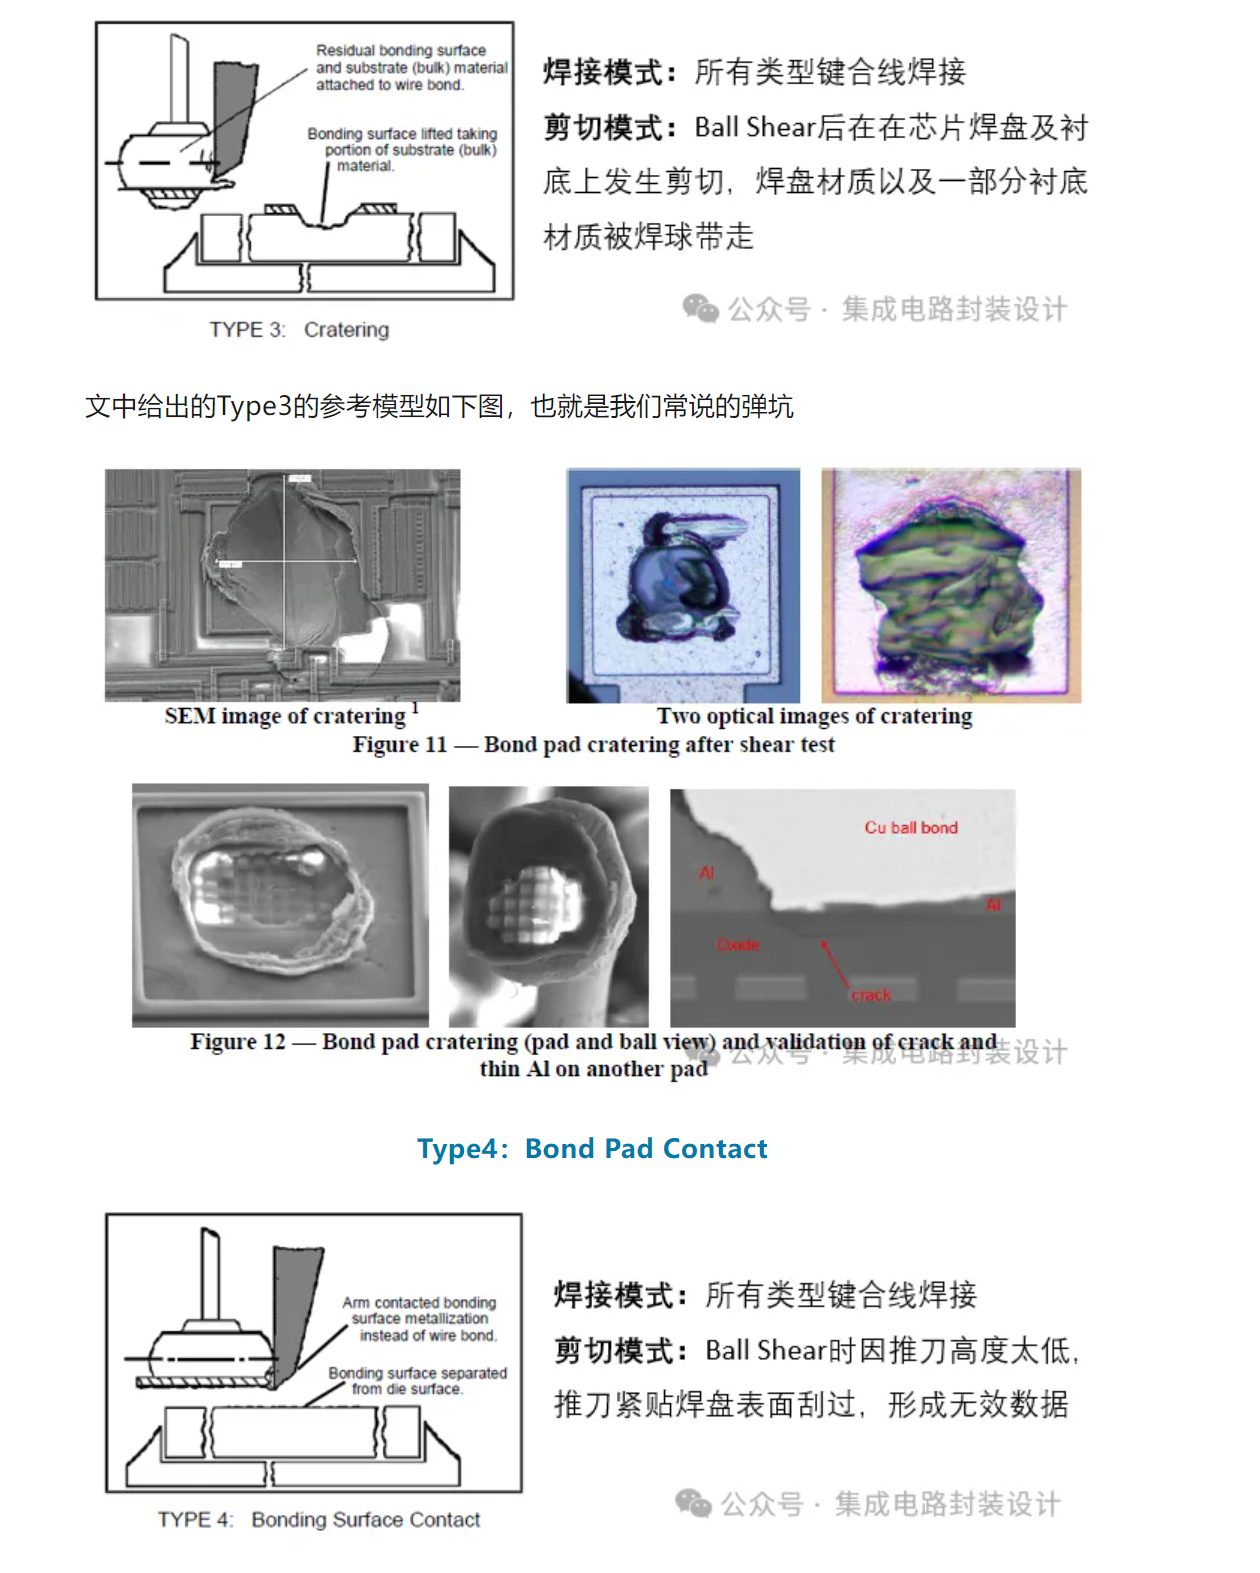 Residual bonding surface
and substrate (bulk) material
attached to wire bond.
Bonding surface lifted taking
portion of substrate (bulk)
material.
TYPE 3: Cratering
焊接模式：所有类型键合线焊接
剪切模式：Ball Shear后在在芯片焊盘及衬
底上发生剪切，焊盘材质以及一部分衬底
材质被焊球带走
公众号 · 集成电路封装设计
文中给出的Type3的参考模型如下图，也就是我们常说的弹坑
SEM image of cratering 1
Two optical images of cratering
Figure 11 — Bond pad cratering after shear test
Cu ball bond
Al
Al
Oxide
crack
Figure 12 — Bond pad cratering (pad and ball view) and validation of crack and
thin Al on another pad
公众号 · 集成电路封装设计
Type4：Bond Pad Contact
Arm contacted bonding
surface metallization
instead of wire bond.
Bonding surface separated
from die surface.
TYPE 4: Bonding Surface Contact
焊接模式：所有类型键合线焊接
剪切模式：Ball Shear时因推刀高度太低，
推刀紧贴焊盘表面刮过，形成无效数据
公众号 · 集成电路封装设计